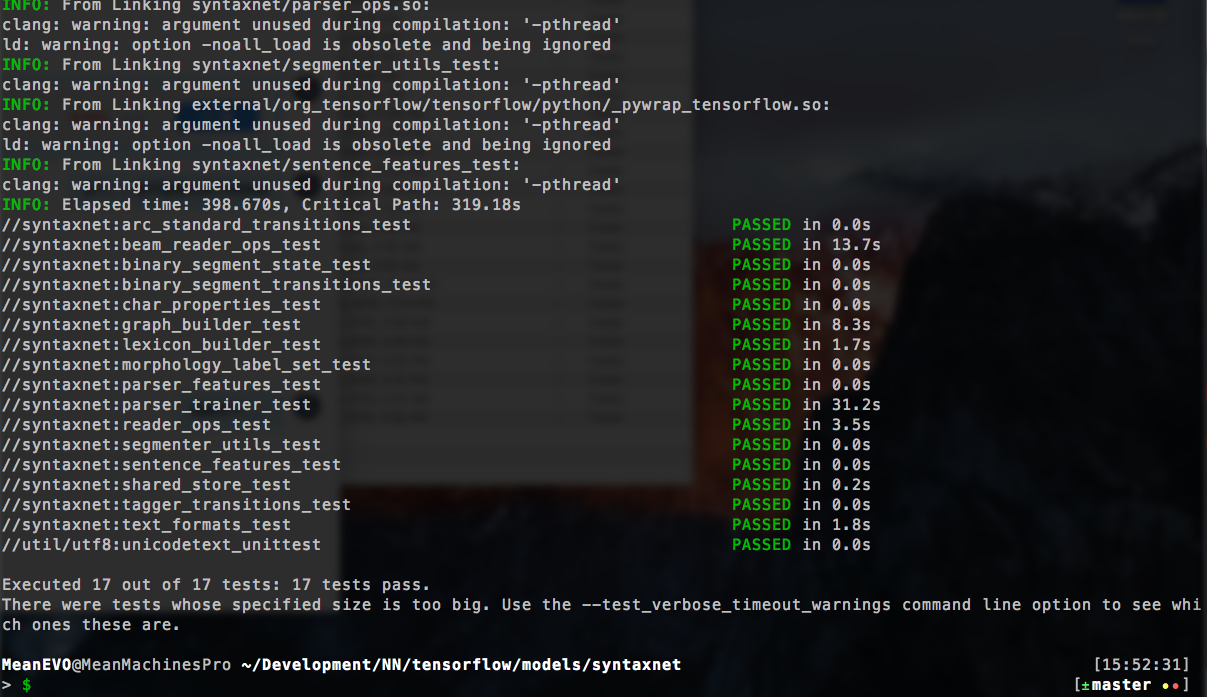 INFO: From Linking syntaxnet/parser_ops.so:
clang: warning: argument unused during compilation: '-pthread'
ld: warning: option -noall_load is obsolete and being ignored
INFO: From Linking syntaxnet/segmenter_utils_test:
clang: warning: argument unused during compilation: '-pthread'
INFO: From Linking external/org_tensorflow/tensorflow/python/_pywrap_tensorflow.so:
clang: warning: argument unused during compilation: '-pthread'
ld: warning: option -noall_load is obsolete and being ignored
INFO: From Linking syntaxnet/sentence_features_test:
clang: warning: argument unused during compilation: '-pthread'
INFO: Elapsed time: 398.670s, Critical Path: 319.18s
//syntaxnet:arc_standard_transitions_test PASSED in 0.0s
//syntaxnet:beam_reader_ops_test PASSED in 13.7s
//syntaxnet:binary_segment_state_test PASSED in 0.0s
//syntaxnet:binary_segment_transitions_test PASSED in 0.0s
//syntaxnet:char_properties_test PASSED in 0.0s
//syntaxnet:graph_builder_test PASSED in 8.3s
//syntaxnet:lexicon_builder_test PASSED in 1.7s
//syntaxnet:morphology_label_set_test PASSED in 0.0s
//syntaxnet:parser_features_test PASSED in 0.0s
//syntaxnet:parser_trainer_test PASSED in 31.2s
//syntaxnet:reader_ops_test PASSED in 3.5s
//syntaxnet:segmenter_utils_test PASSED in 0.0s
//syntaxnet:sentence_features_test PASSED in 0.0s
//syntaxnet:shared_store_test PASSED in 0.2s
//syntaxnet:tagger_transitions_test PASSED in 0.0s
//syntaxnet:text_formats_test PASSED in 1.8s
//util/utf8:unicodetext_unittest PASSED in 0.0s
Executed 17 out of 17 tests: 17 tests pass.
There were tests whose specified size is too big. Use the --test_verbose_timeout_warnings command line option to see whi
ch ones these are.
MeanEVO@MeanMachinesPro ~/Development/NN/tensorflow/models/syntaxnet [15:52:31]
> $ [±master ••]